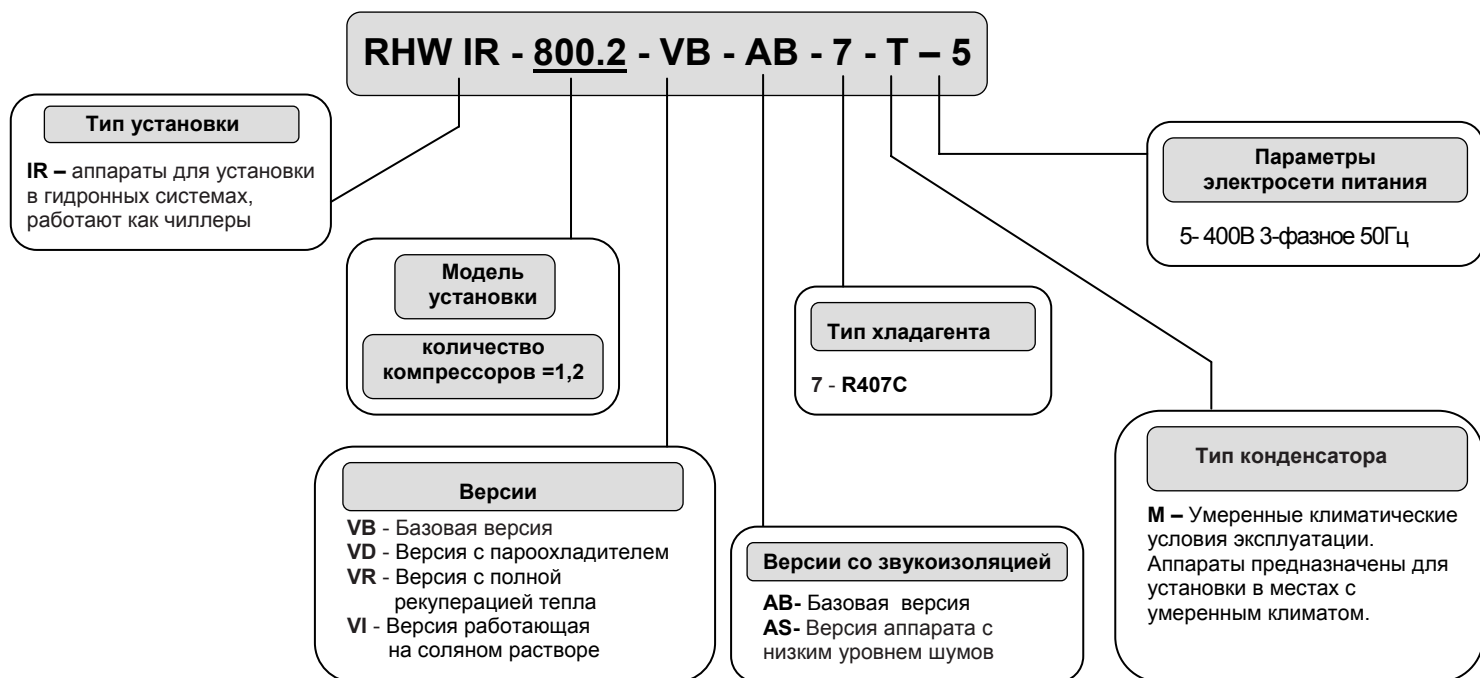 RHW IR - 800.2 - VB - AB - 7 - T – 5
Тип установки
IR – аппараты для установки
в гидронных системах,
работают как чиллеры
Параметры
электросети питания
5- 400В 3-фазное 50Гц
Модель
установки
количество
компрессоров =1,2
Тип хладагента
7 - R407C
Версии
VB - Базовая версия
VD - Версия с пароохладителем
VR - Версия с полной
рекуперацией тепла
VI - Версия работающая
на соляном растворе
Версии со звукоизоляцией
AB- Базовая версия
AS- Версия аппарата с
низким уровнем шумов
Тип конденсатора
M – Умеренные климатические
условия эксплуатации.
Аппараты предназначены для
установки в местах с
умеренным климатом.